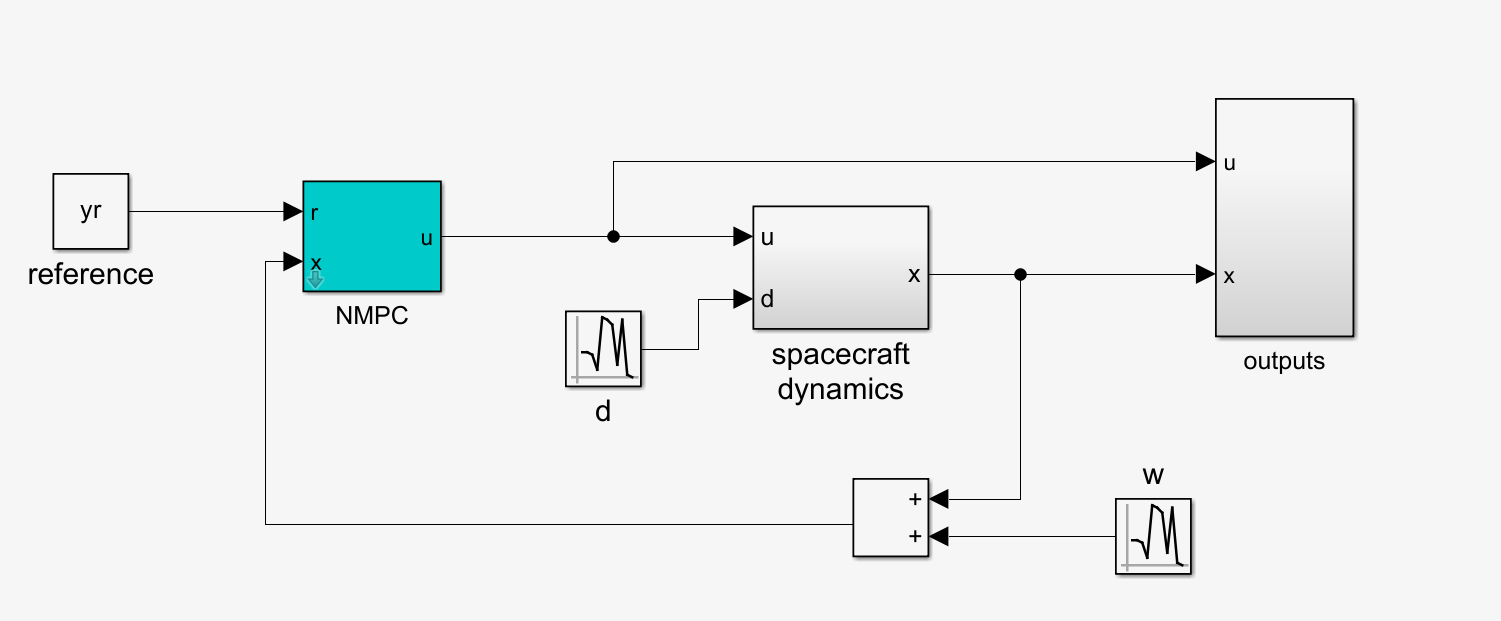 yr
reference
r
x
u
NMPC
d
u
d
x
spacecraft
dynamics
u
x
outputs
+
+
w